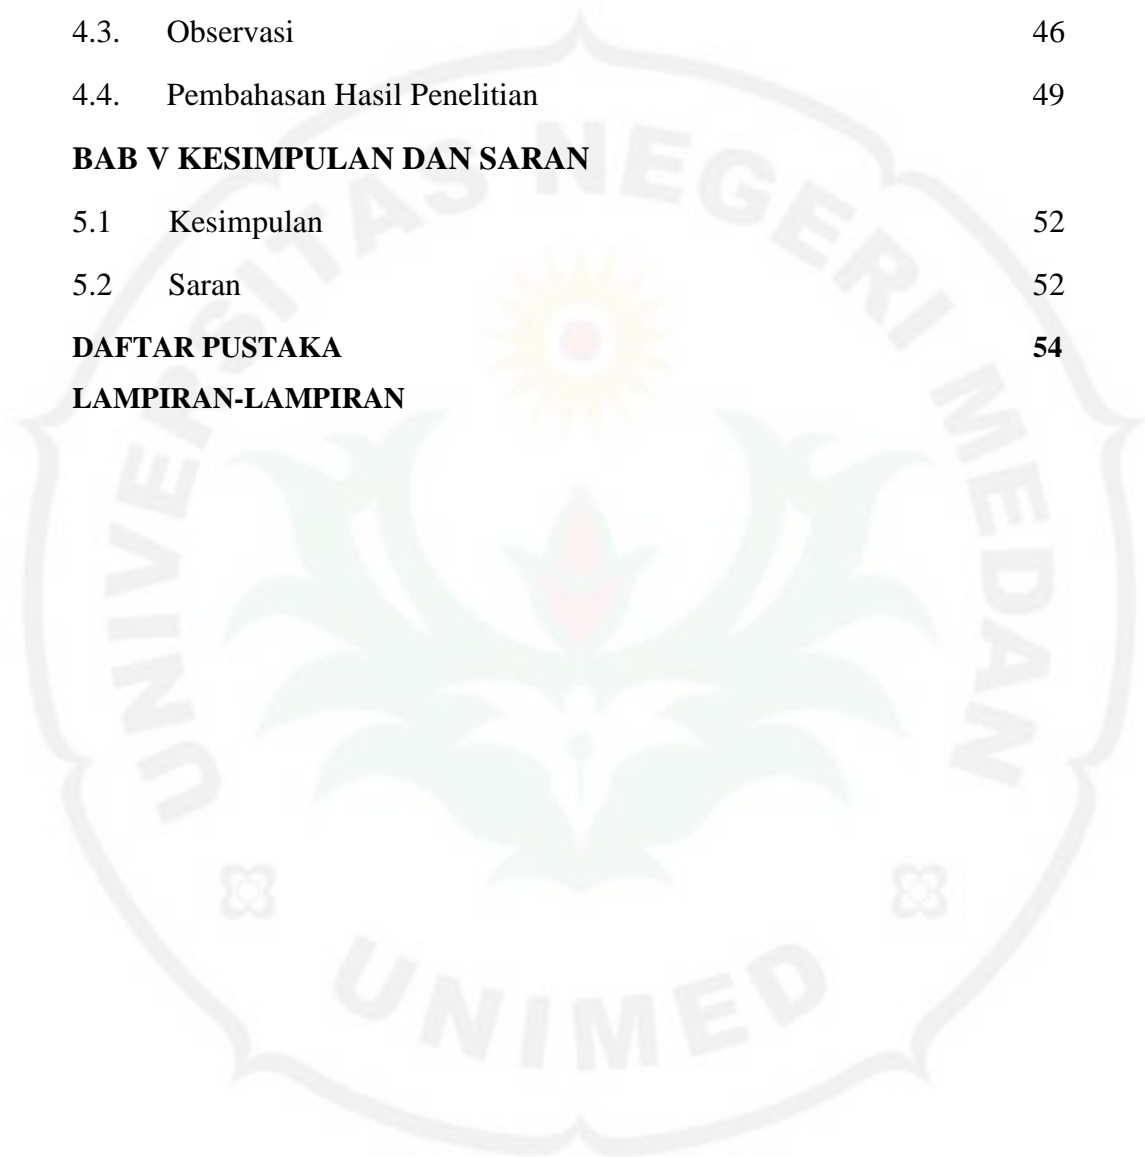 4.3. Observasi 46
4.4. Pembahasan Hasil Penelitian 49
BAB V KESIMPULAN DAN SARAN
5.1 Kesimpulan 52
5.2 Saran 52
DAFTAR PUSTAKA 54
LAMPIRAN-LAMPIRAN
UNIVERSITAS NEGERI MEDAN
UNIMED